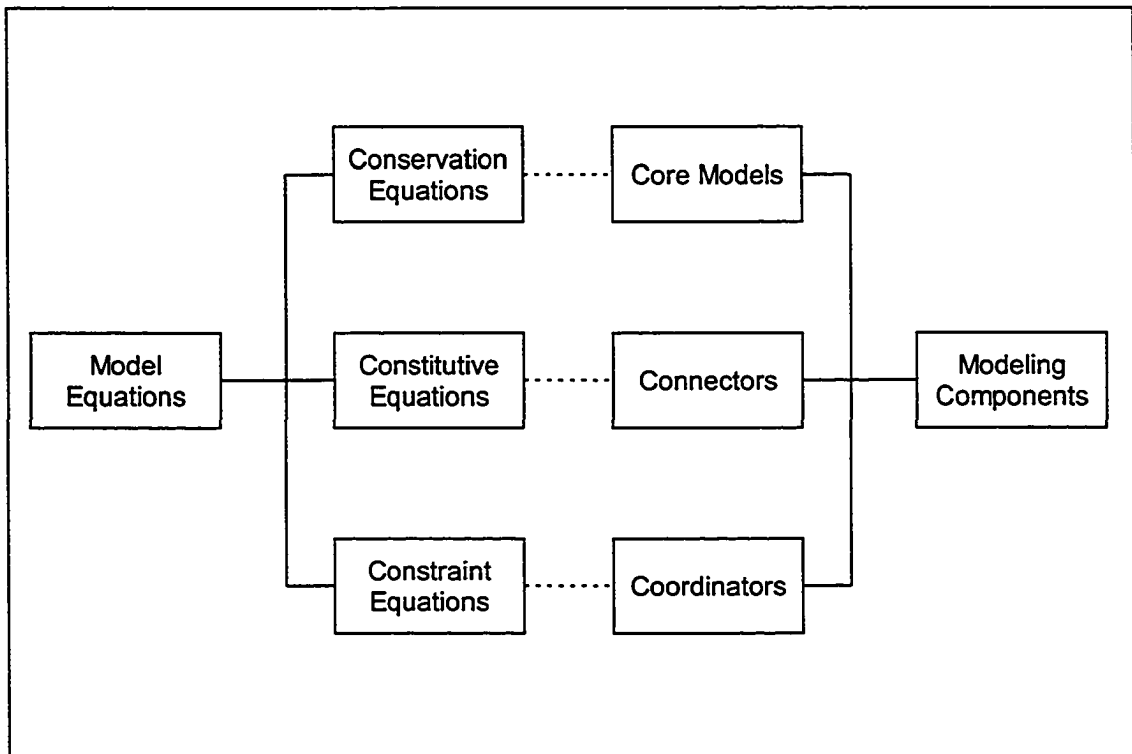 Conservation
Equations
Core Models
Model
Equations
Constitutive
Equations
Connectors
Modeling
Components
Constraint
Equations
Coordinators